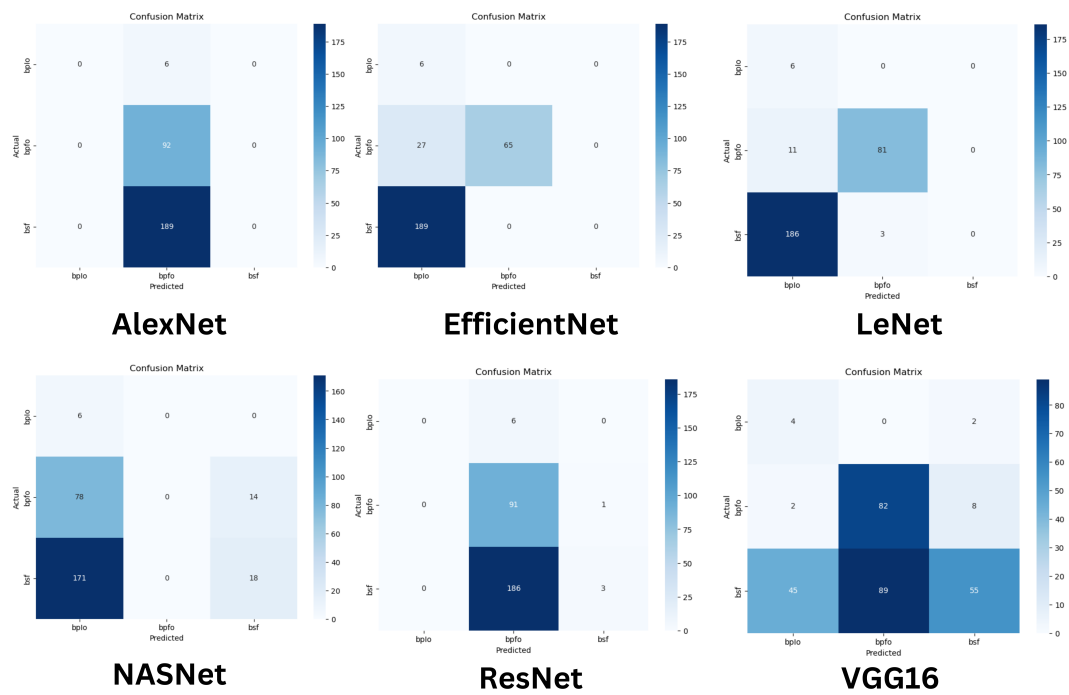 Confusion Matrix
bplo
0 6 0
175
150
125
100
75
50
25
0
Actual
bpfo
0 92 0
bsf
0 189 0
bplo bpfo bsf
Predicted
AlexNet
Confusion Matrix
bplo
6 0 0
175
150
125
100
75
50
25
0
Actual
bpfo
27 65 0
bsf
189 0 0
bplo bpfo bsf
Predicted
EfficientNet
Confusion Matrix
bplo
6 0 0
175
150
125
100
75
50
25
0
Actual
bpfo
11 81 0
bsf
186 3 0
bplo bpfo bsf
Predicted
LeNet
Confusion Matrix
bplo
6 0 0
160
140
120
100
80
60
40
20
0
Actual
bpfo
78 0 14
bsf
171 0 18
bplo bpfo bsf
Predicted
NASNet
Confusion Matrix
bplo
0 6 0
175
150
125
100
75
50
25
0
Actual
bpfo
0 91 1
bsf
0 186 3
bplo bpfo bsf
Predicted
ResNet
Confusion Matrix
bplo
4 0 2
80
70
60
50
40
30
20
10
0
Actual
bpfo
2 82 8
bsf
45 89 55
bplo bpfo bsf
Predicted
VGG16